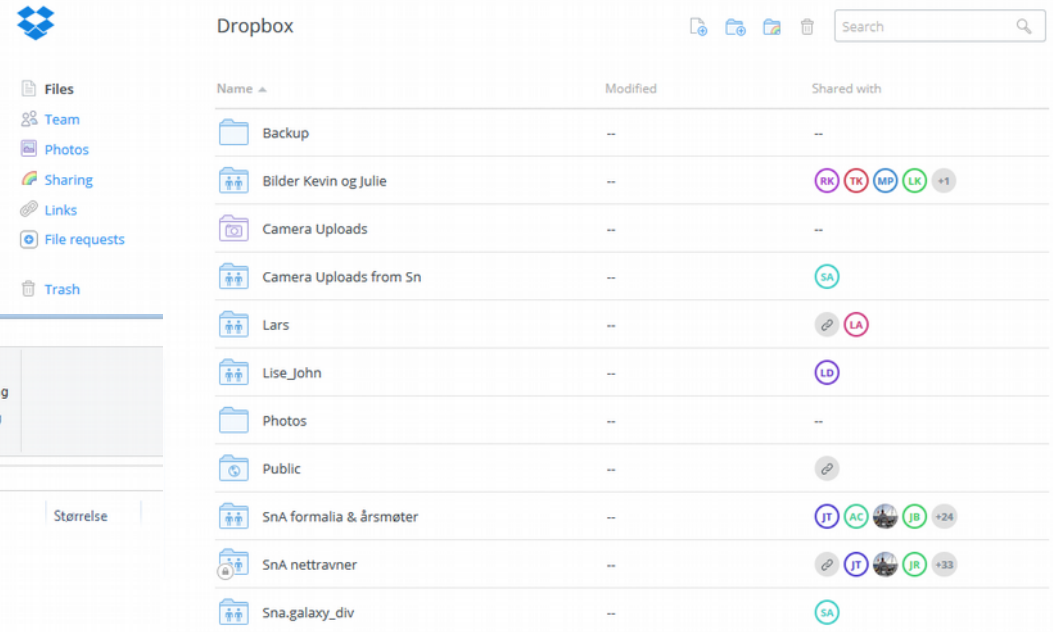 Dropbox
Search
Files
Team
Photos
Sharing
Links
File requests
Trash
g
Størrelse
Name Modified Shared with
Backup -- --
Bilder Kevin og Julie -- RK TK MP LK +1
Camera Uploads -- --
Camera Uploads from Sn -- SA
Lars -- LA
Lise_John -- LD
Photos -- --
Public --
SnA formalia & årsmøter -- JT AC JB +24
SnA nettravner -- JT JR +33
Sna.galaxy_div -- SA